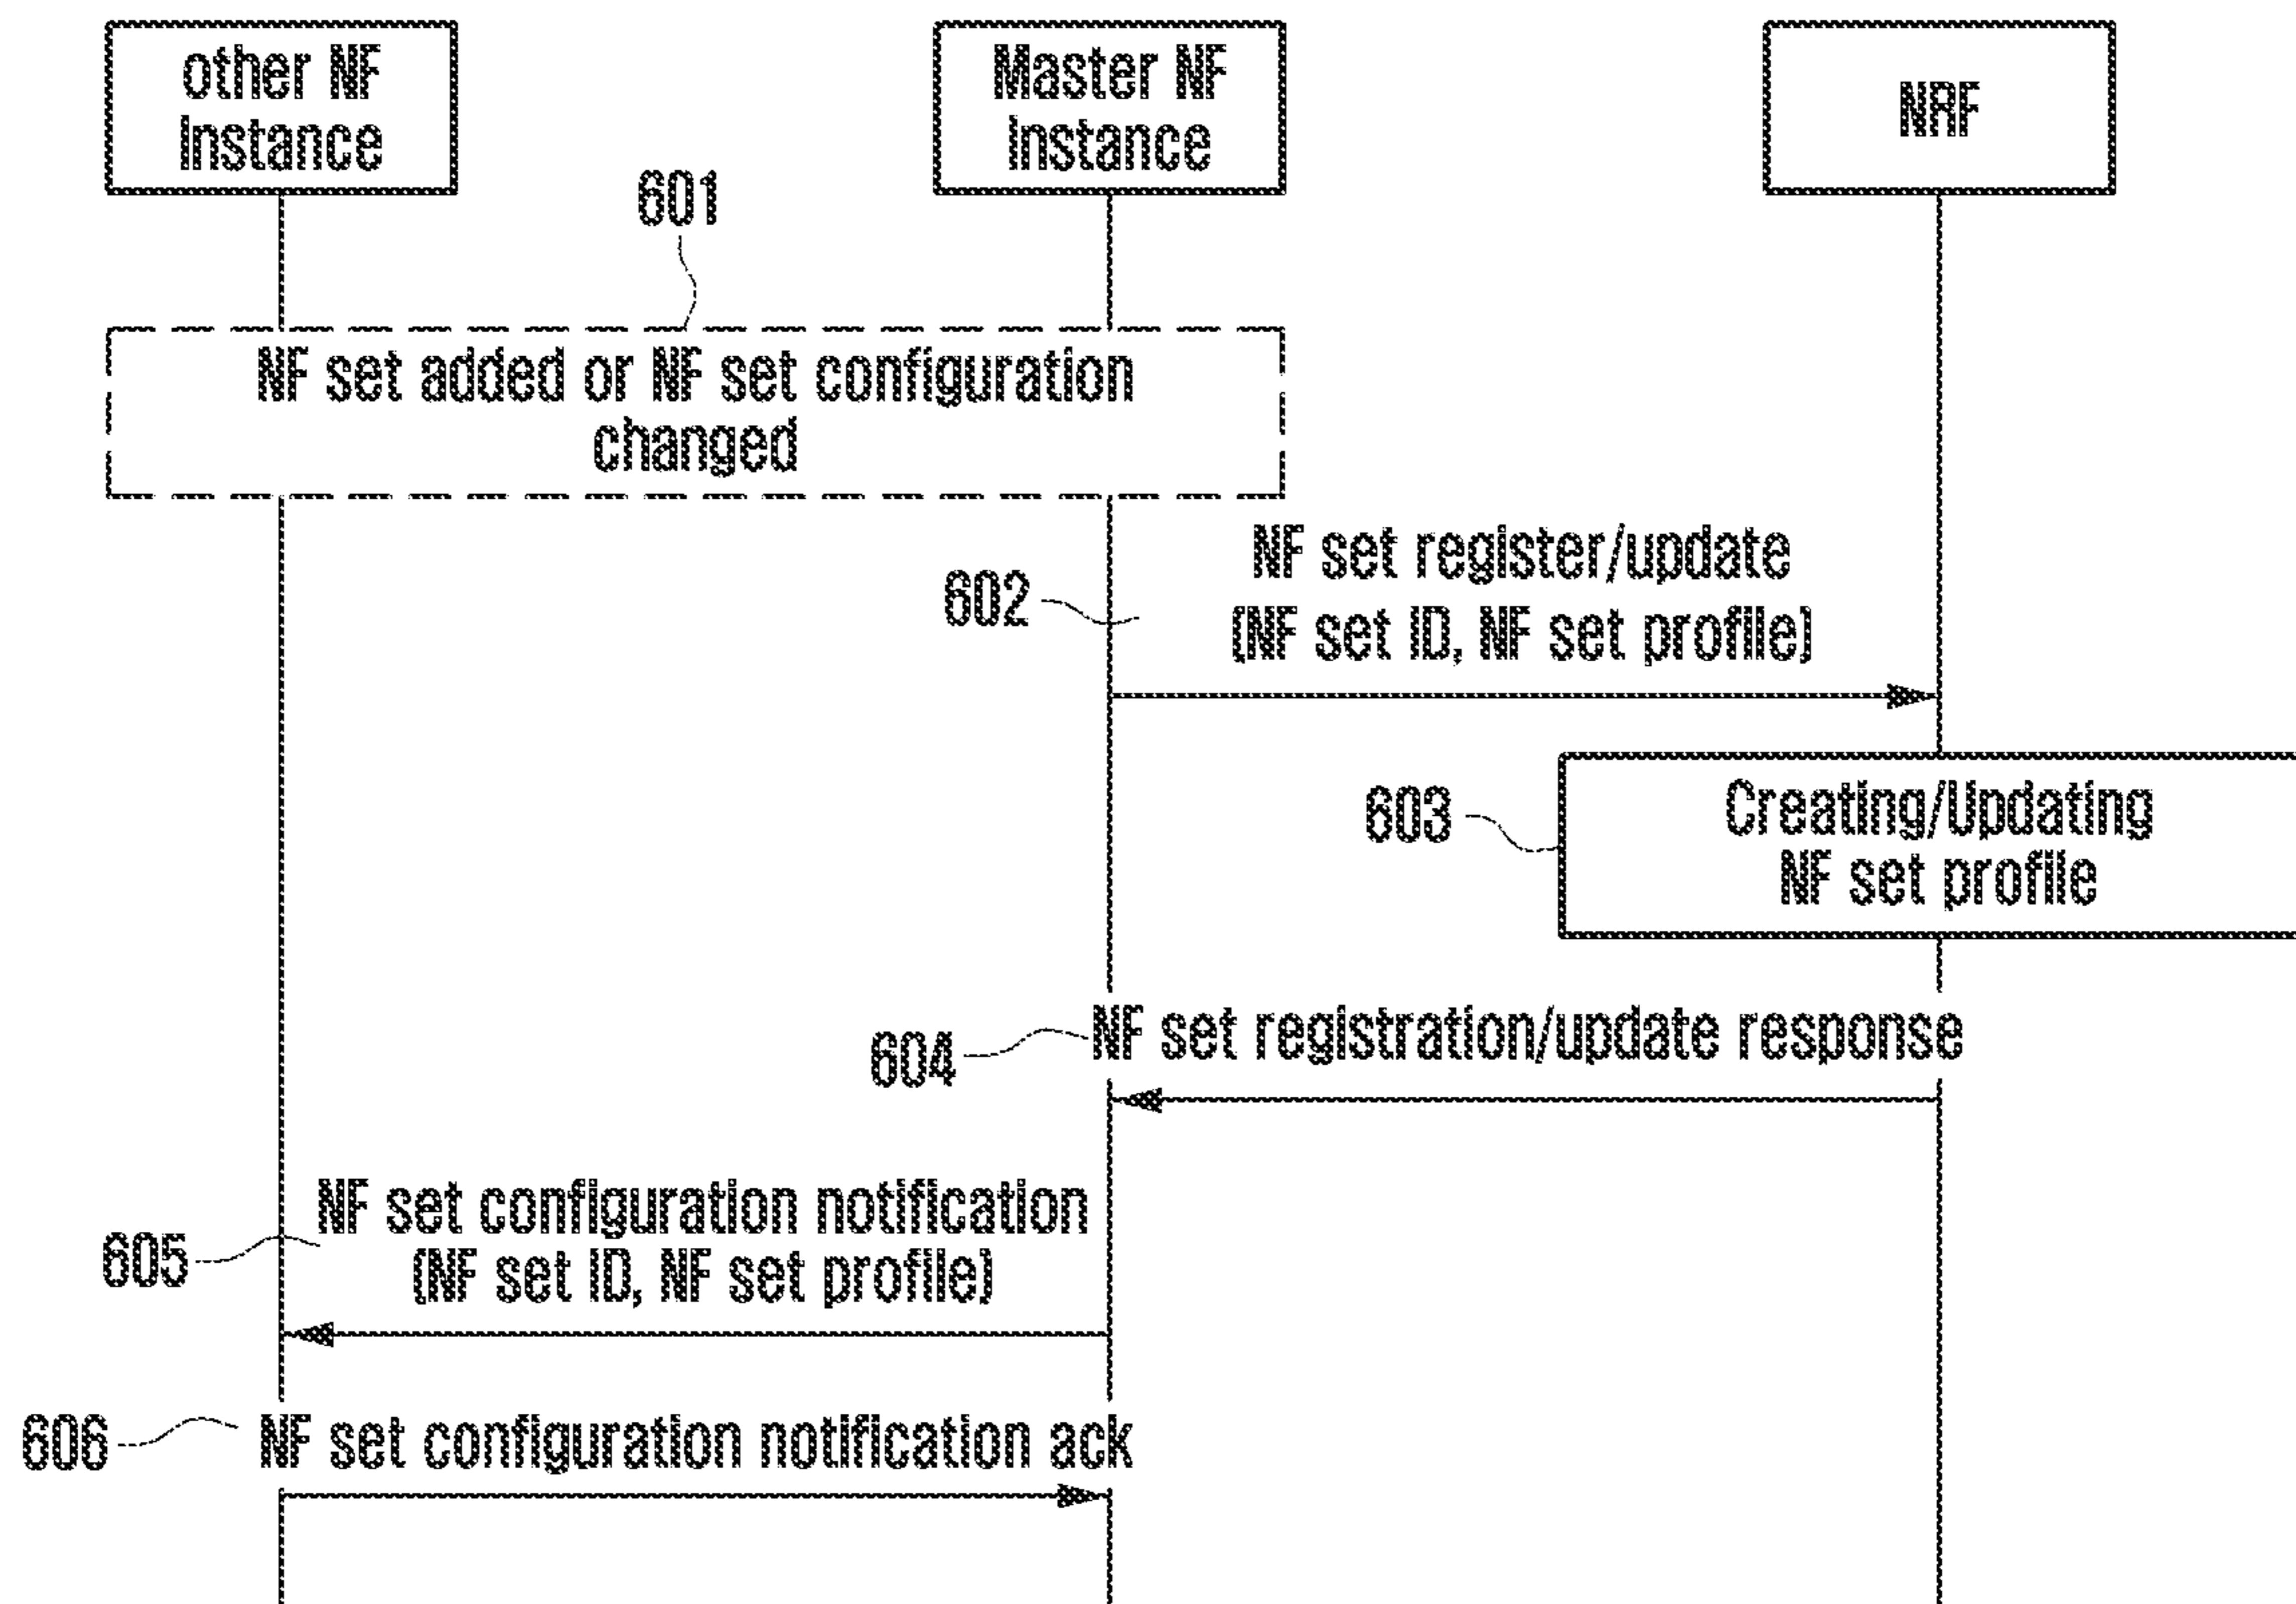 other NF
Instance
Master NF
Instance
NRF
601
NF set added or NF set configuration
changed
602
NF set register/update
(NF set ID, NF set profile)
603
Creating/Updating
NF set profile
604
NF set registration/update response
605
NF set configuration notification
(NF set ID, NF set profile)
606
NF set configuration notification ack